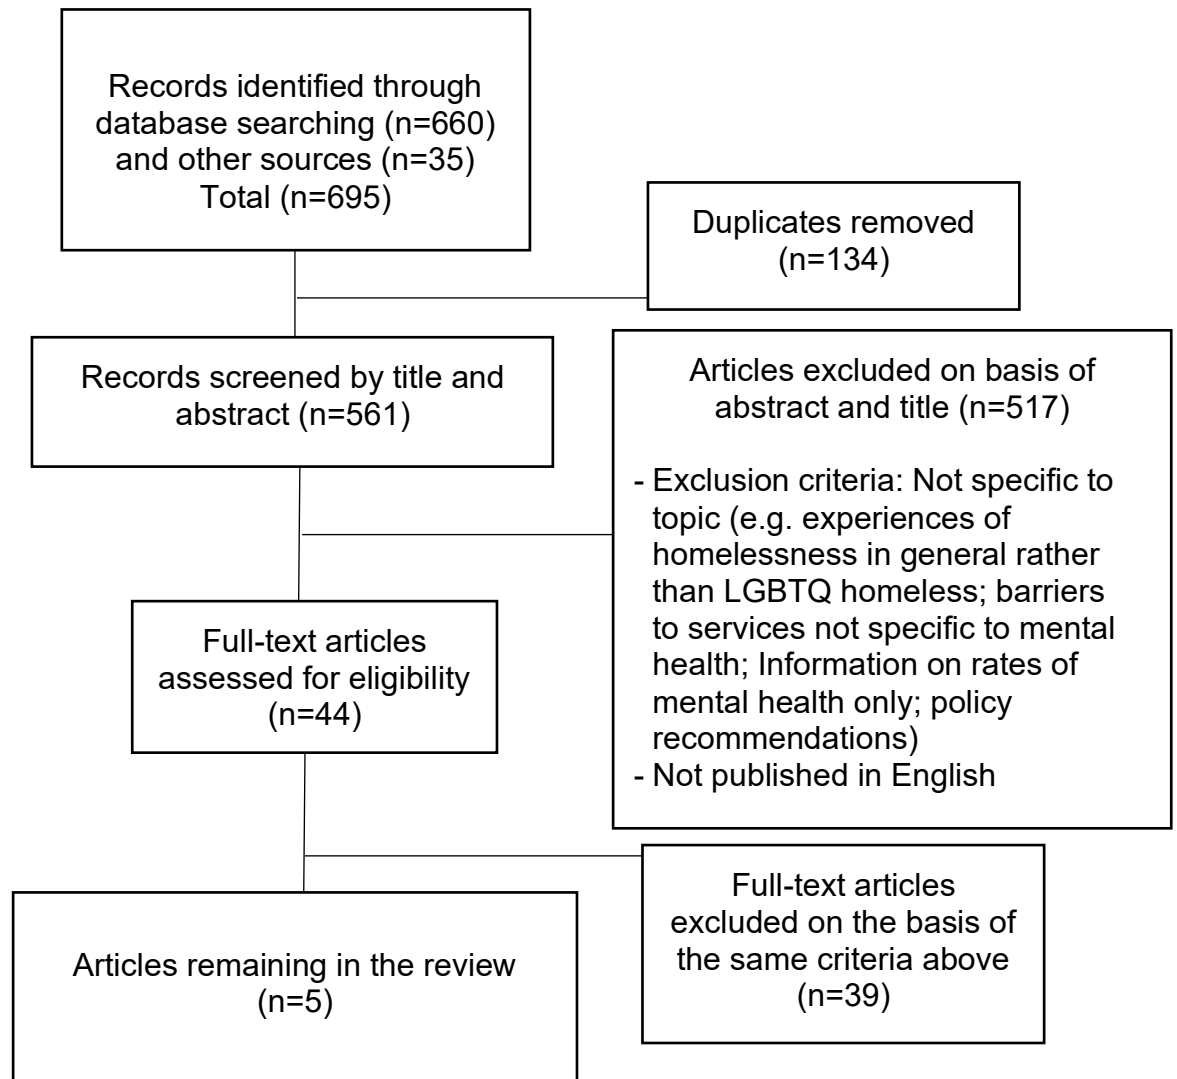 Records identified through
database searching (n=660)
and other sources (n=35)
Total (n=695)
Duplicates removed
(n=134)
Records screened by title and
abstract (n=561)
Articles excluded on basis of
abstract and title (n=517)
- Exclusion criteria: Not specific to
topic (e.g. experiences of
homelessness in general rather
than LGBTQ homeless; barriers
to services not specific to mental
health; Information on rates of
mental health only; policy
recommendations)
- Not published in English
Full-text articles
assessed for eligibility
(n=44)
Full-text articles
excluded on the basis of
the same criteria above
(n=39)
Articles remaining in the review
(n=5)